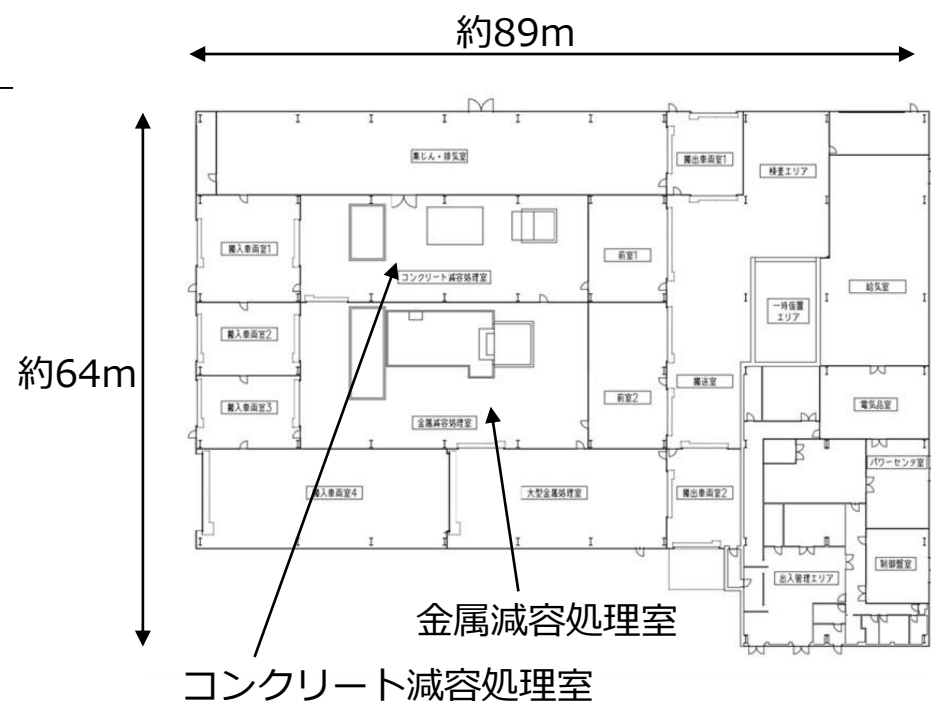 約89m
集じん・排気室
搬出車両室1
検査エリア
搬入車両室1
コンクリート減容処理室
前室1
給気室
一時仮置
エリア
搬入車両室2
約64m
搬入車両室3
金属減容処理室
前室2
搬送室
電気品室
パワーセンタ室
搬入車両室4
大型金属処理室
搬出車両室2
制御盤室
出入管理エリア
金属減容処理室
コンクリート減容処理室